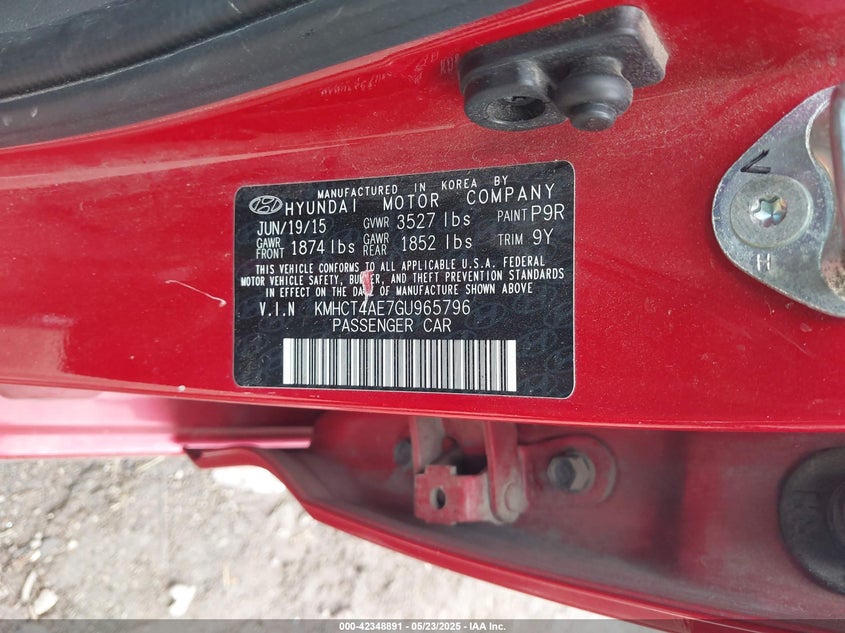 MANUFACTURED IN KOREA BY
HYUNDAI MOTOR COMPANY
JUN/19/15 GVWR 3527 lbs PAINT P9R
GAWR FRONT 1874 lbs GAWR REAR 1852 lbs TRIM 9Y
THIS VEHICLE CONFORMS TO ALL APPLICABLE U.S.A. FEDERAL
MOTOR VEHICLE SAFETY, BUMPER, AND THEFT PREVENTION STANDARDS
IN EFFECT ON THE DATE OF MANUFACTURE SHOWN ABOVE
V.I.N KMHCT4AE7GU965796
PASSENGER CAR
H
000-42348891 - 05/23/2025 - IAA Inc.